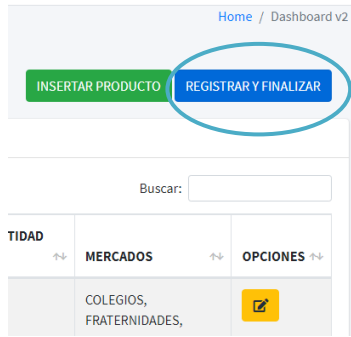 Home / Dashboard v2
INSERTAR PRODUCTO REGISTRAR Y FINALIZAR
Buscar:
TIDAD
MERCADOS OPCIONES
COLEGIOS,
FRATERNIDADES,